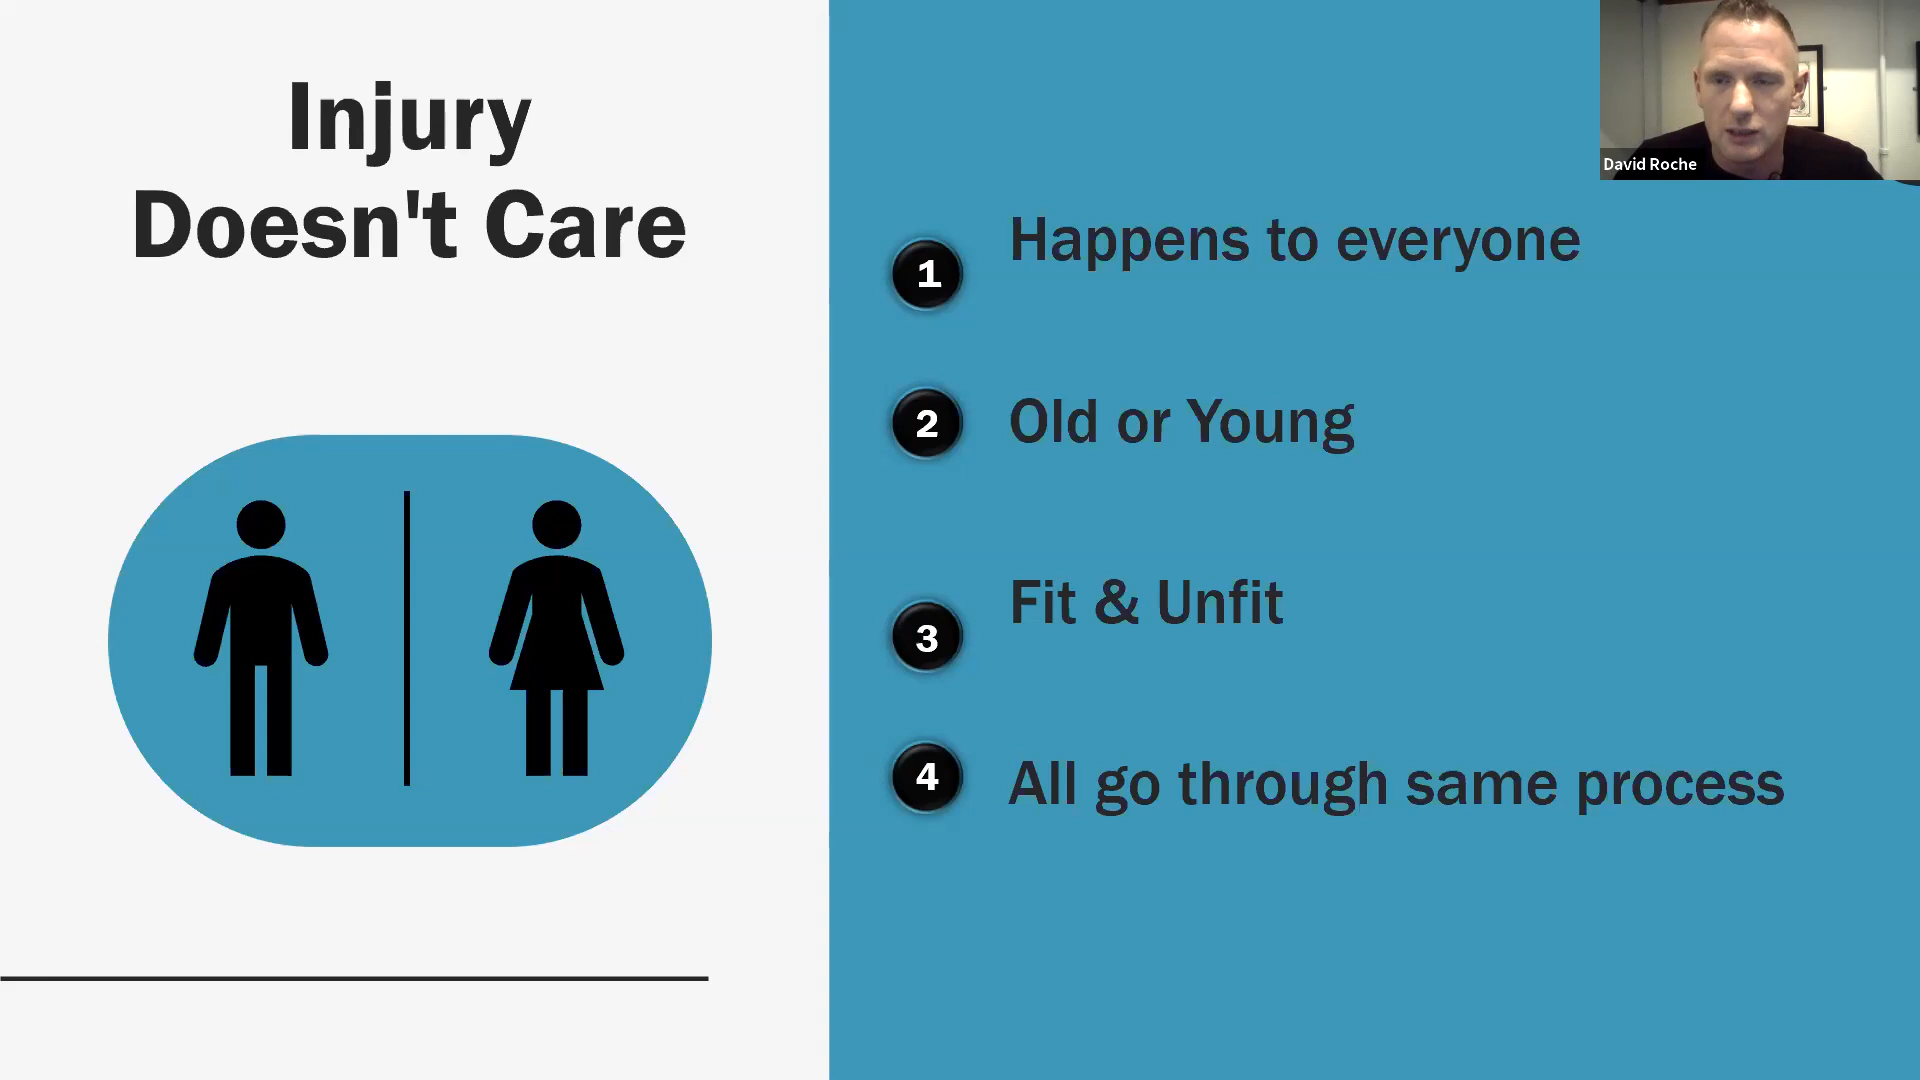 Injury
Doesn't Care
David Roche
1 Happens to everyone
2 Old or Young
3 Fit & Unfit
4 All go through same process